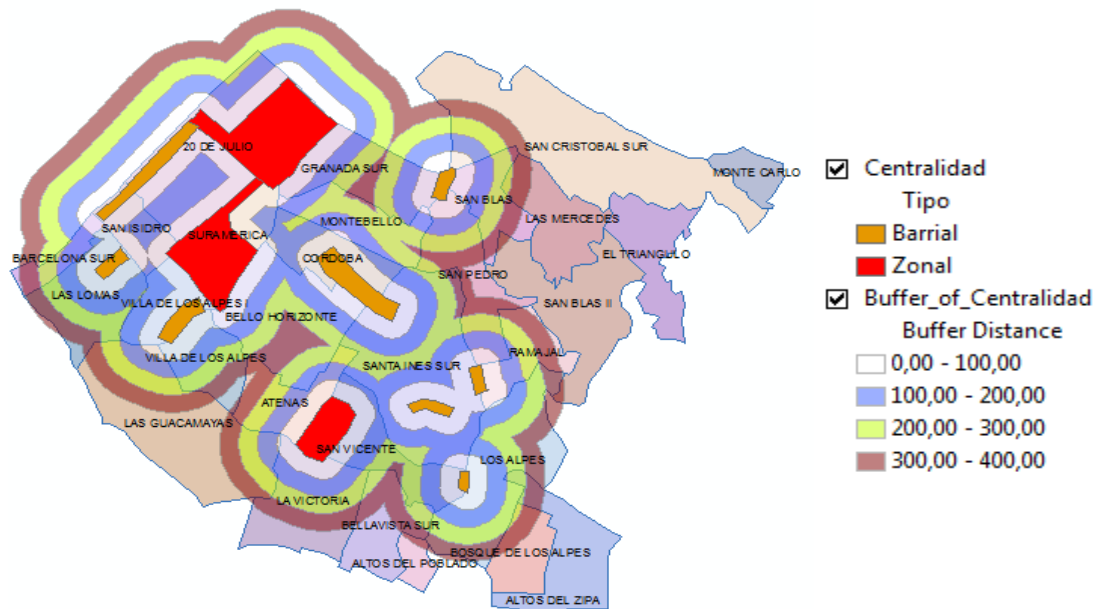 20 DE JULIO
GRANADA SUR
SAN CRISTOBAL SUR
MONTE CARLO
SAN BLAS
LAS MERCEDES
MONTEBELLO
SAN ISIDRO
SURAMERICA
EL TRIANGULO
BARCELONA SUR
CORDOBA
SAN PEDRO
LAS LOMAS
VILLA DE LOS ALPES I
SAN BLAS II
BELLO HORIZONTE
VILLA DE LOS ALPES
SANTA INES SUR
RAMAJAL
ATENAS
LAS GUACAMAYAS
SAN VICENTE
LOS ALPES
LA VICTORIA
BELLAVISTA SUR
BOSQUE DE LOS ALPES
ALTOS DEL POBLADO
ALTOS DEL ZIPA
Centralidad
Tipo
Barrial
Zonal
Buffer_of_Centralidad
Buffer Distance
0,00 - 100,00
100,00 - 200,00
200,00 - 300,00
300,00 - 400,00